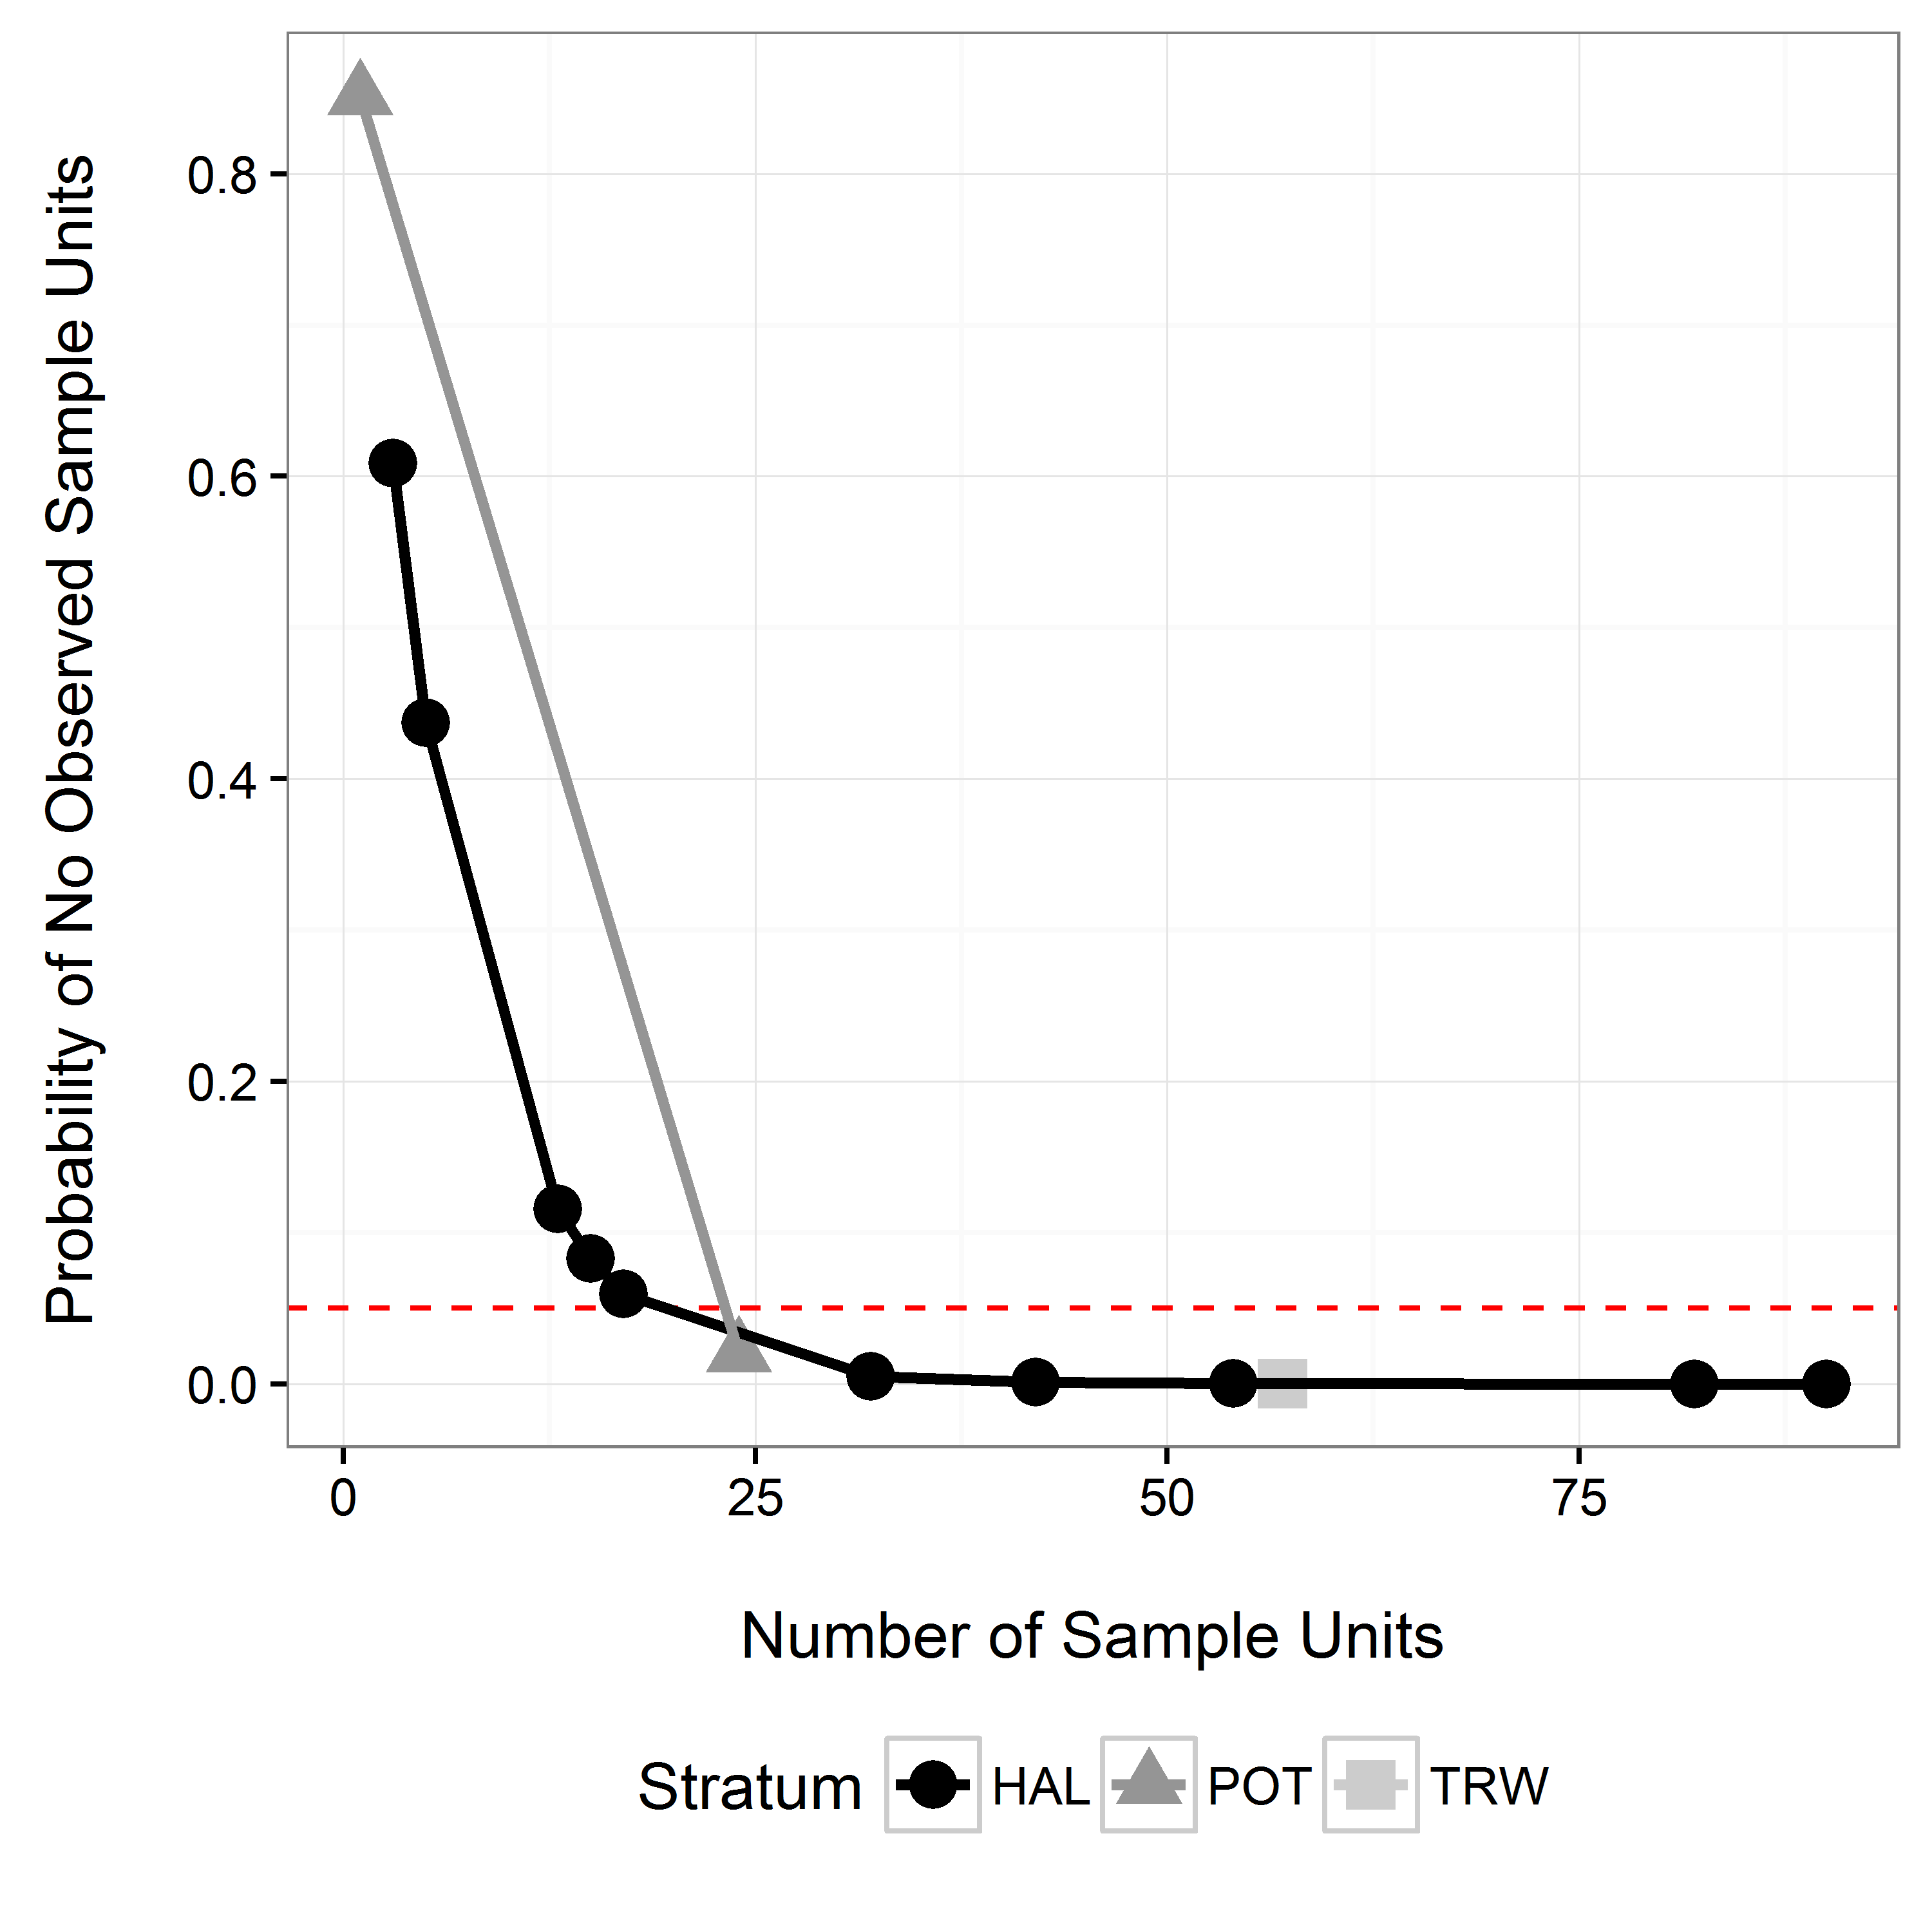 Probability of No Observed Sample Units
0.8
0.6
0.4
0.2
0.0
0 25 50 75
Number of Sample Units
Stratum HAL POT TRW